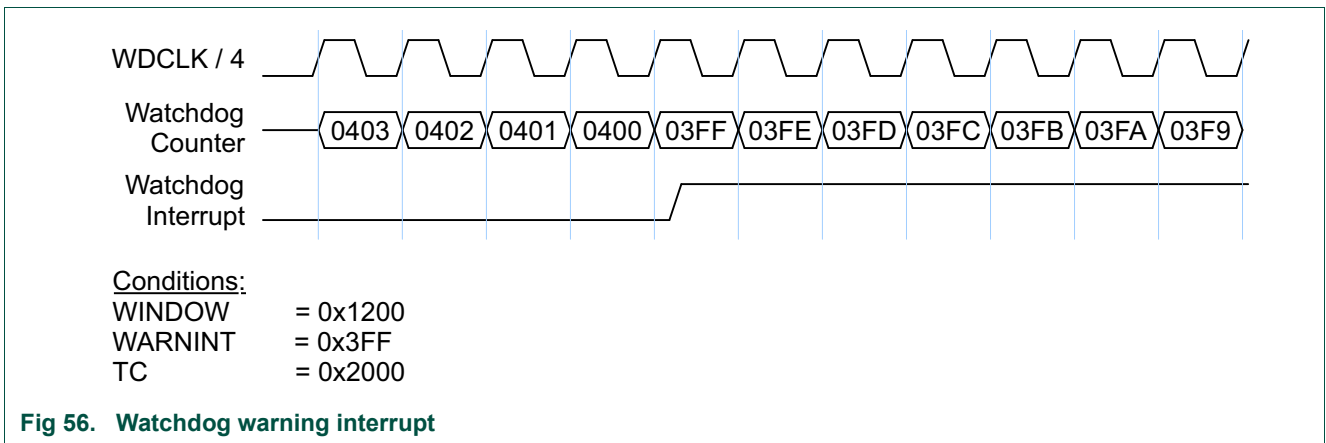 WDCLK / 4
Watchdog
Counter
0403 0402 0401 0400 03FF 03FE 03FD 03FC 03FB 03FA 03F9
Watchdog
Interrupt
Conditions:
WINDOW = 0x1200
WARNINT = 0x3FF
TC = 0x2000
Fig 56. Watchdog warning interrupt